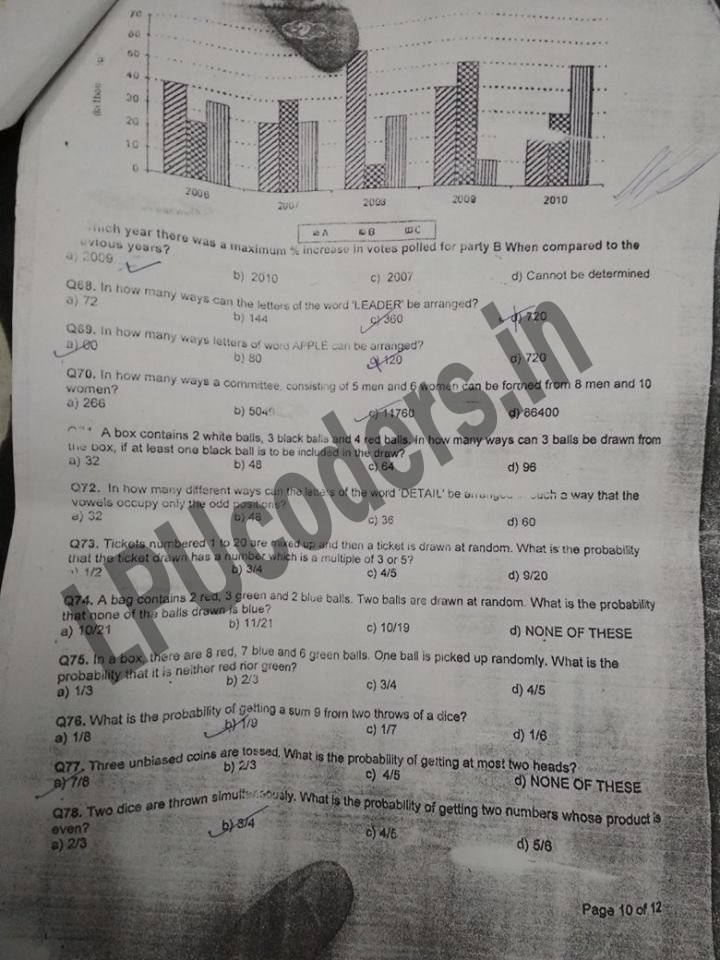 70
60
50
40
30
20
10
0
2006
2007
2008
2009
2010
A B C
year there was a maximum % increase in votes polled for party B When compared to the
evious years?
a) 2009 b) 2010 c) 2007 d) Cannot be determined
Q68. In how many ways can the letters of the word 'LEADER' be arranged?
a) 72 b) 144 c) 360 d) 720
Q69. In how many ways letters of word APPLE can be arranged?
a) 60 b) 80 c) 120 d) 720
Q70. In how many ways a committee, consisting of 5 men and 6 women can be formed from 8 men and 10
women?
a) 266 b) 5046 c) 11760 d) 86400
A box contains 2 white balls, 3 black balls and 4 red balls. In how many ways can 3 balls be drawn from
the box, if at least one black ball is to be included in the draw?
a) 32 b) 48 c) 64 d) 96
Q72. In how many different ways can the letters of the word 'DETAIL' be arranged in such a way that the
vowels occupy only the odd positions?
a) 32 b) 48 c) 36 d) 60
Q73. Tickets numbered 1 to 20 are mixed up and then a ticket is drawn at random. What is the probability
that the ticket drawn has a number which is a multiple of 3 or 5?
1/2 b) 3/4 c) 4/5 d) 9/20
Q74. A bag contains 2 red, 3 green and 2 blue balls. Two balls are drawn at random. What is the probability
that none of the balls drawn is blue?
a) 10/21 b) 11/21 c) 10/19 d) NONE OF THESE
Q75. In a box, there are 8 red, 7 blue and 6 green balls. One ball is picked up randomly. What is the
probability that it is neither red nor green?
a) 1/3 b) 2/3 c) 3/4 d) 4/5
Q76. What is the probability of getting a sum 9 from two throws of a dice?
a) 1/8 b) 1/9 c) 1/7 d) 1/6
Q77. Three unbiased coins are tossed. What is the probability of getting at most two heads?
a) 7/8 b) 2/3 c) 4/5 d) NONE OF THESE
Q78. Two dice are thrown simultaneously. What is the probability of getting two numbers whose product is
even?
a) 2/3 b) 3/4 c) 4/5 d) 5/6
Page 10 of 12
LPUcoders.in